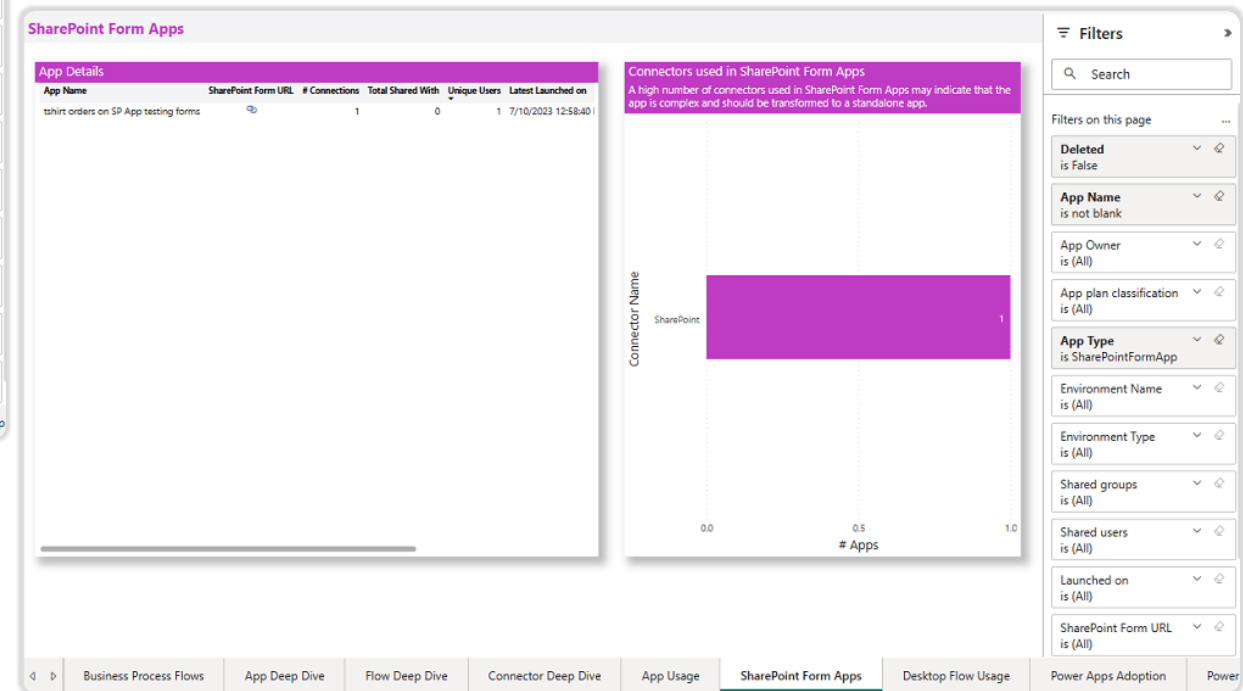 SharePoint Form Apps
App Details
App Name SharePoint Form URL # Connections Total Shared With Unique Users Latest Launched on
tshirt orders on SP App testing forms 1 0 1 7/10/2023 12:58:40
Connectors used in SharePoint Form Apps
A high number of connectors used in SharePoint Form Apps may indicate that the
app is complex and should be transformed to a standalone app.
Connector Name
SharePoint
1
0.0 0.5 1.0
# Apps
Filters
Search
Filters on this page
...
Deleted
is False
App Name
is not blank
App Owner
is (All)
App plan classification
is (All)
App Type
is SharePointFormApp
Environment Name
is (All)
Environment Type
is (All)
Shared groups
is (All)
Shared users
is (All)
Launched on
is (All)
SharePoint Form URL
is (All)
Business Process Flows App Deep Dive Flow Deep Dive Connector Deep Dive App Usage SharePoint Form Apps Desktop Flow Usage Power Apps Adoption Power